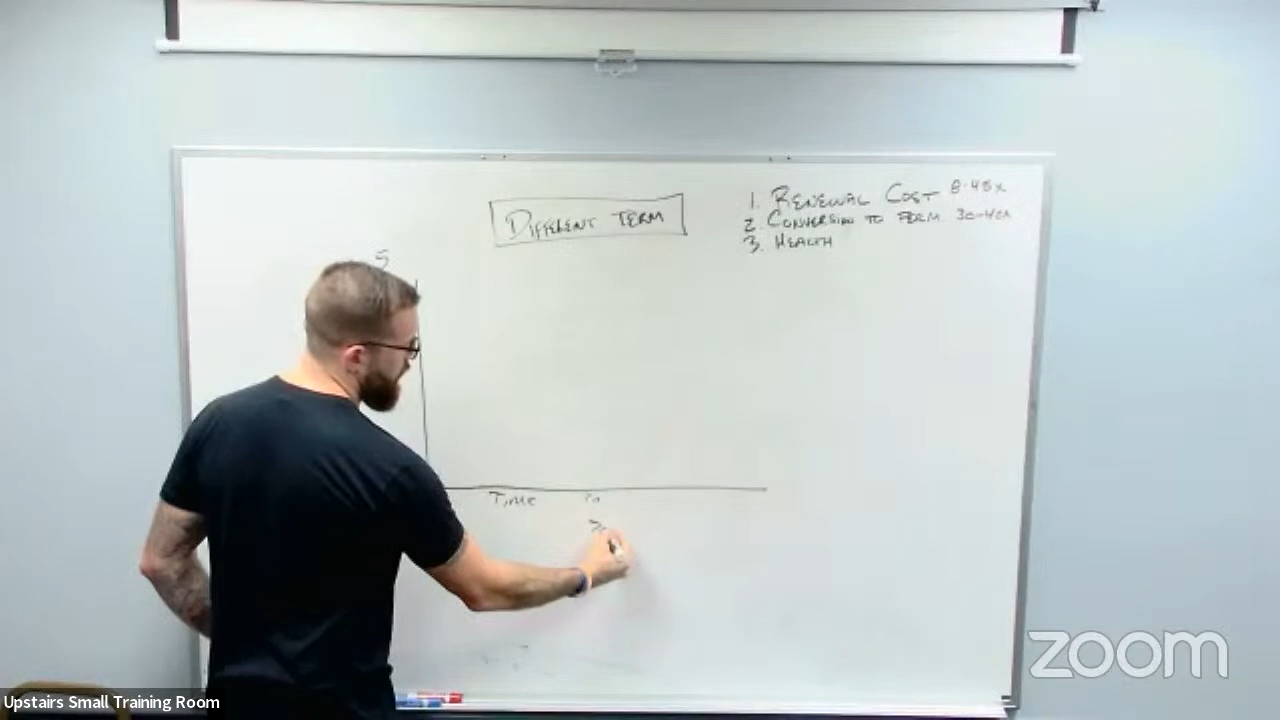 DIFFERENT TERM
1. RENEWAL COST 8-48x
2. CONVERSION TO PERM 30-40x
3. HEALTH
TIME
Upstairs Small Training Room
zoom